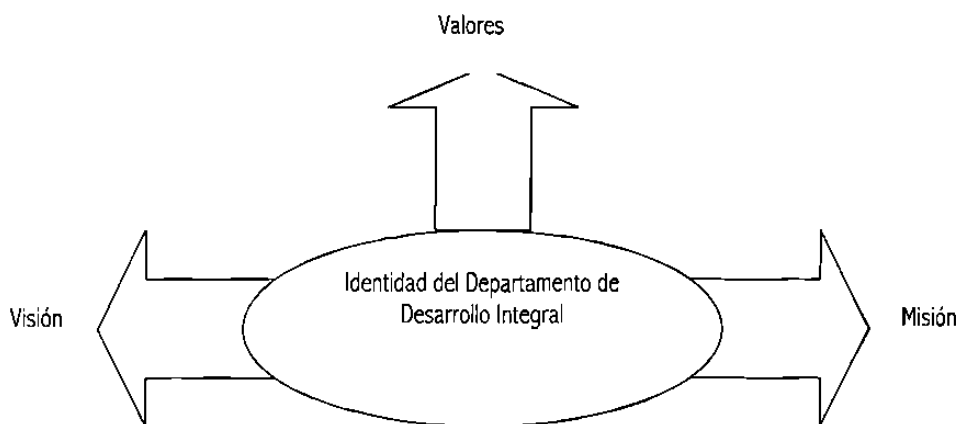 Valores
Identidad del Departamento de
Desarrollo Integral
Visión
Misión